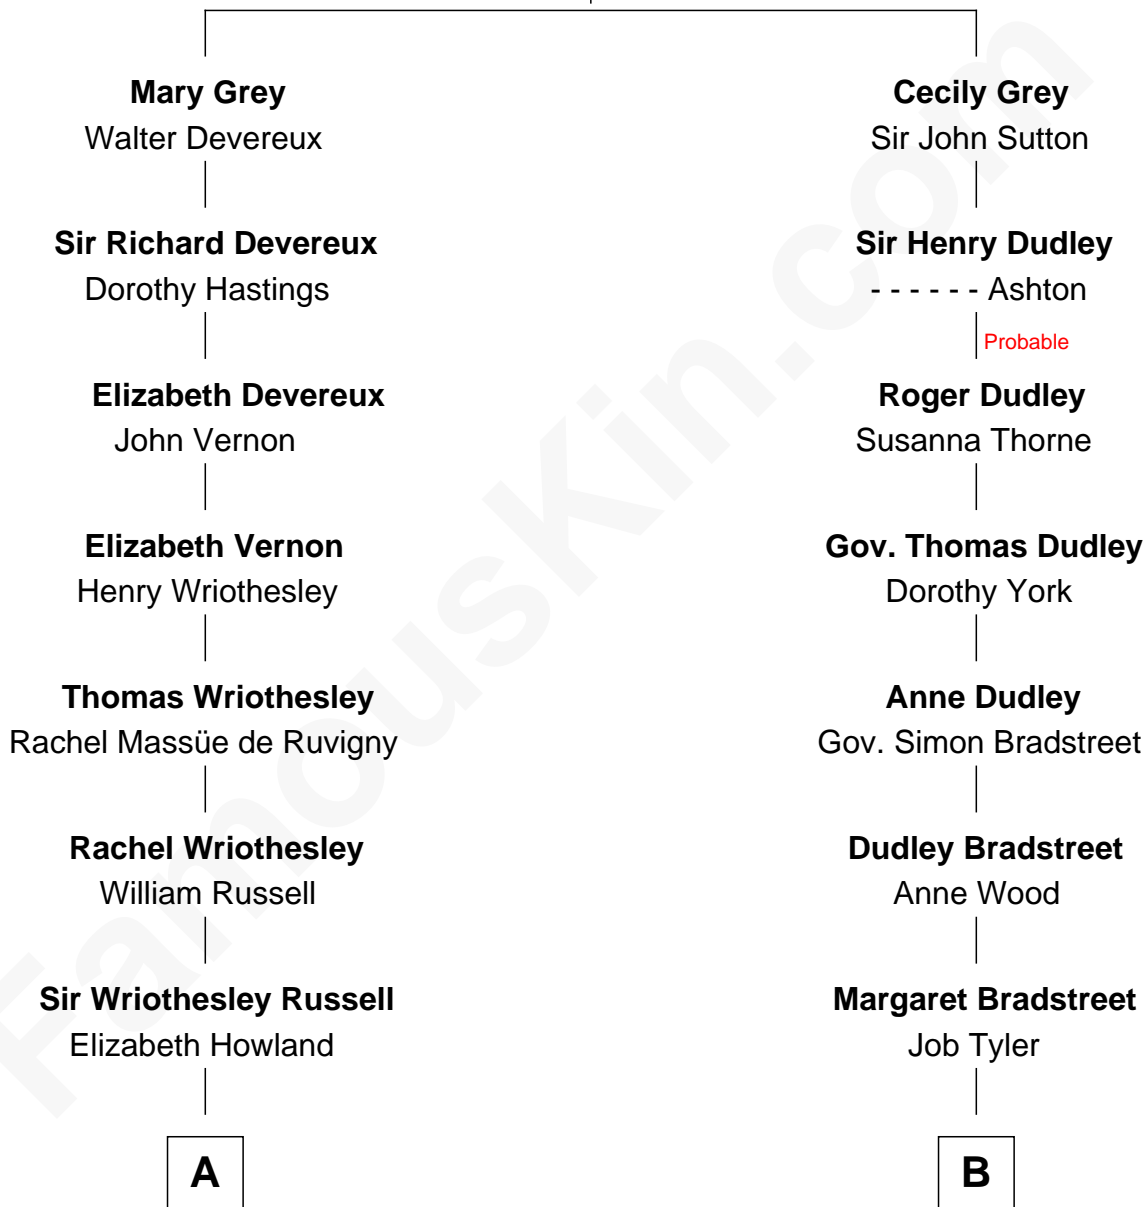 Mary Grey
Walter Devereux
Sir Richard Devereux
Dorothy Hastings
Elizabeth Devereux
John Vernon
Elizabeth Vernon
Henry Wriothesley
Thomas Wriothesley
Rachel Massüe de Ruvigny
Rachel Wriothesley
William Russell
Sir Wriothesley Russell
Elizabeth Howland
A
Cecily Grey
Sir John Sutton
Sir Henry Dudley
- - - - - - Ashton
Probable
Roger Dudley
Susanna Thorne
Gov. Thomas Dudley
Dorothy York
Anne Dudley
Gov. Simon Bradstreet
Dudley Bradstreet
Anne Wood
Margaret Bradstreet
Job Tyler
B
FamousKin.com